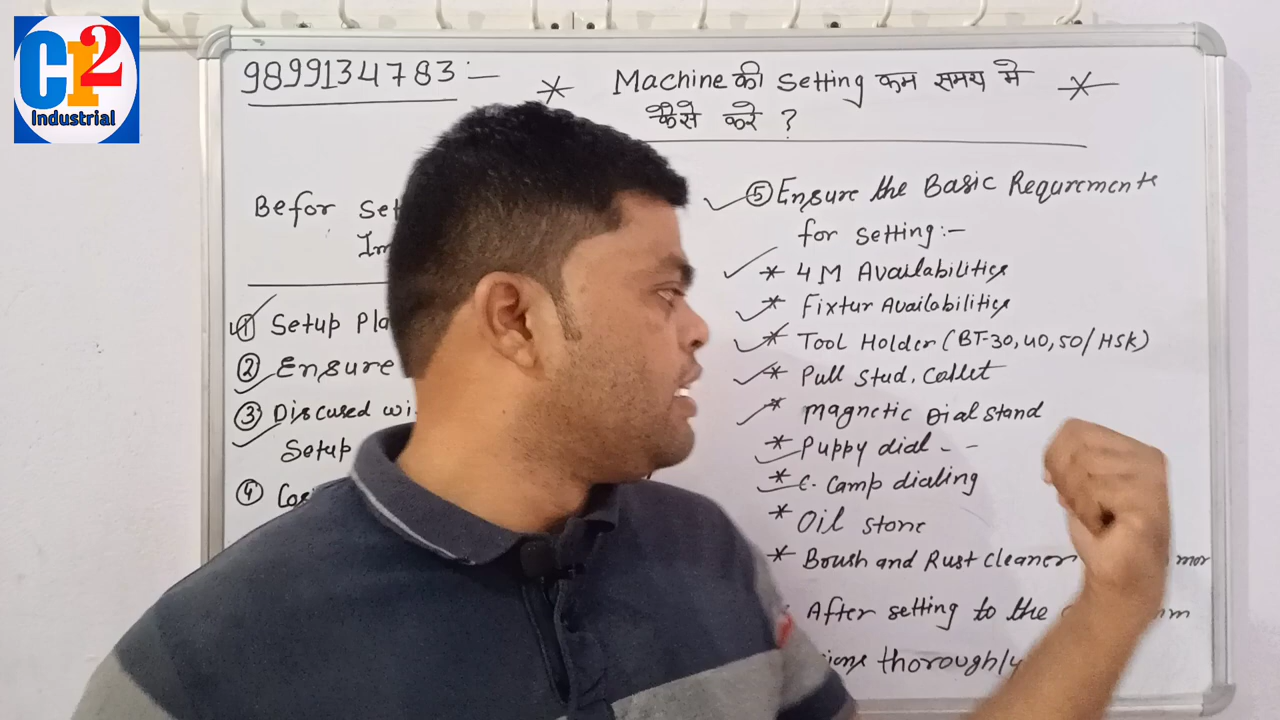 CI2
Industrial
9899134783:-
* Machine की Setting कम समय मे *
कैसे करे ?
Befor Set
Im
① Setup Pla
② Ensure
③ Discused wi
Setup
④
⑤ Ensure the Basic Requrements
for setting:-
* 4 M Availabilities
* Fixtur Availabilities
* Tool Holder (BT-30, 40, 50/HSK)
* Pull stud, Collet
* Magnetic Dial stand
* Puppy dial - -
* C. Camp dialing
* Oil stone
* Boush and Rust cleaner mor
After setting to the
thoroughly